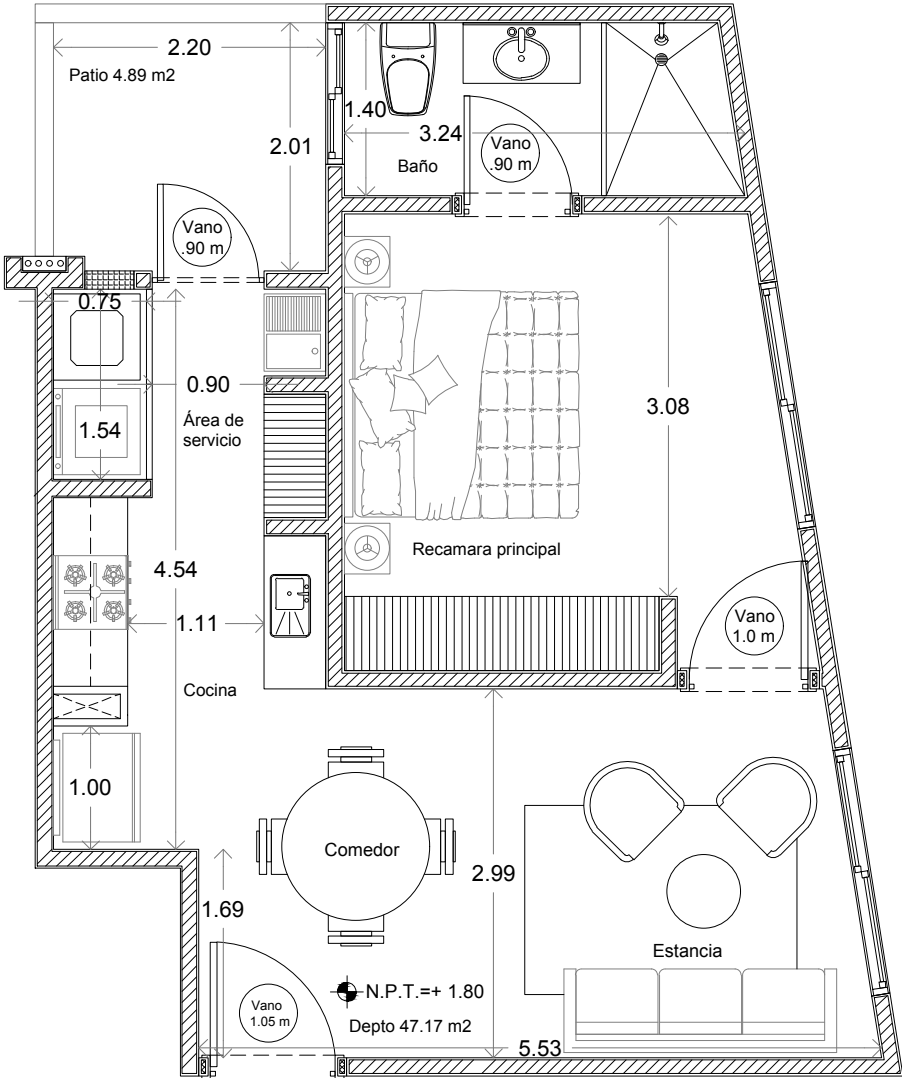 2.20
Patio 4.89 m2
2.01
1.40
3.24
Baño
Vano
.90 m
Vano
.90 m
0.75
0.90
Área de
servicio
1.54
3.08
Recamara principal
4.54
1.11
Vano
1.0 m
Cocina
1.00
Comedor
2.99
1.69
Estancia
N.P.T.=+ 1.80
Vano
1.05 m
Depto 47.17 m2
5.53